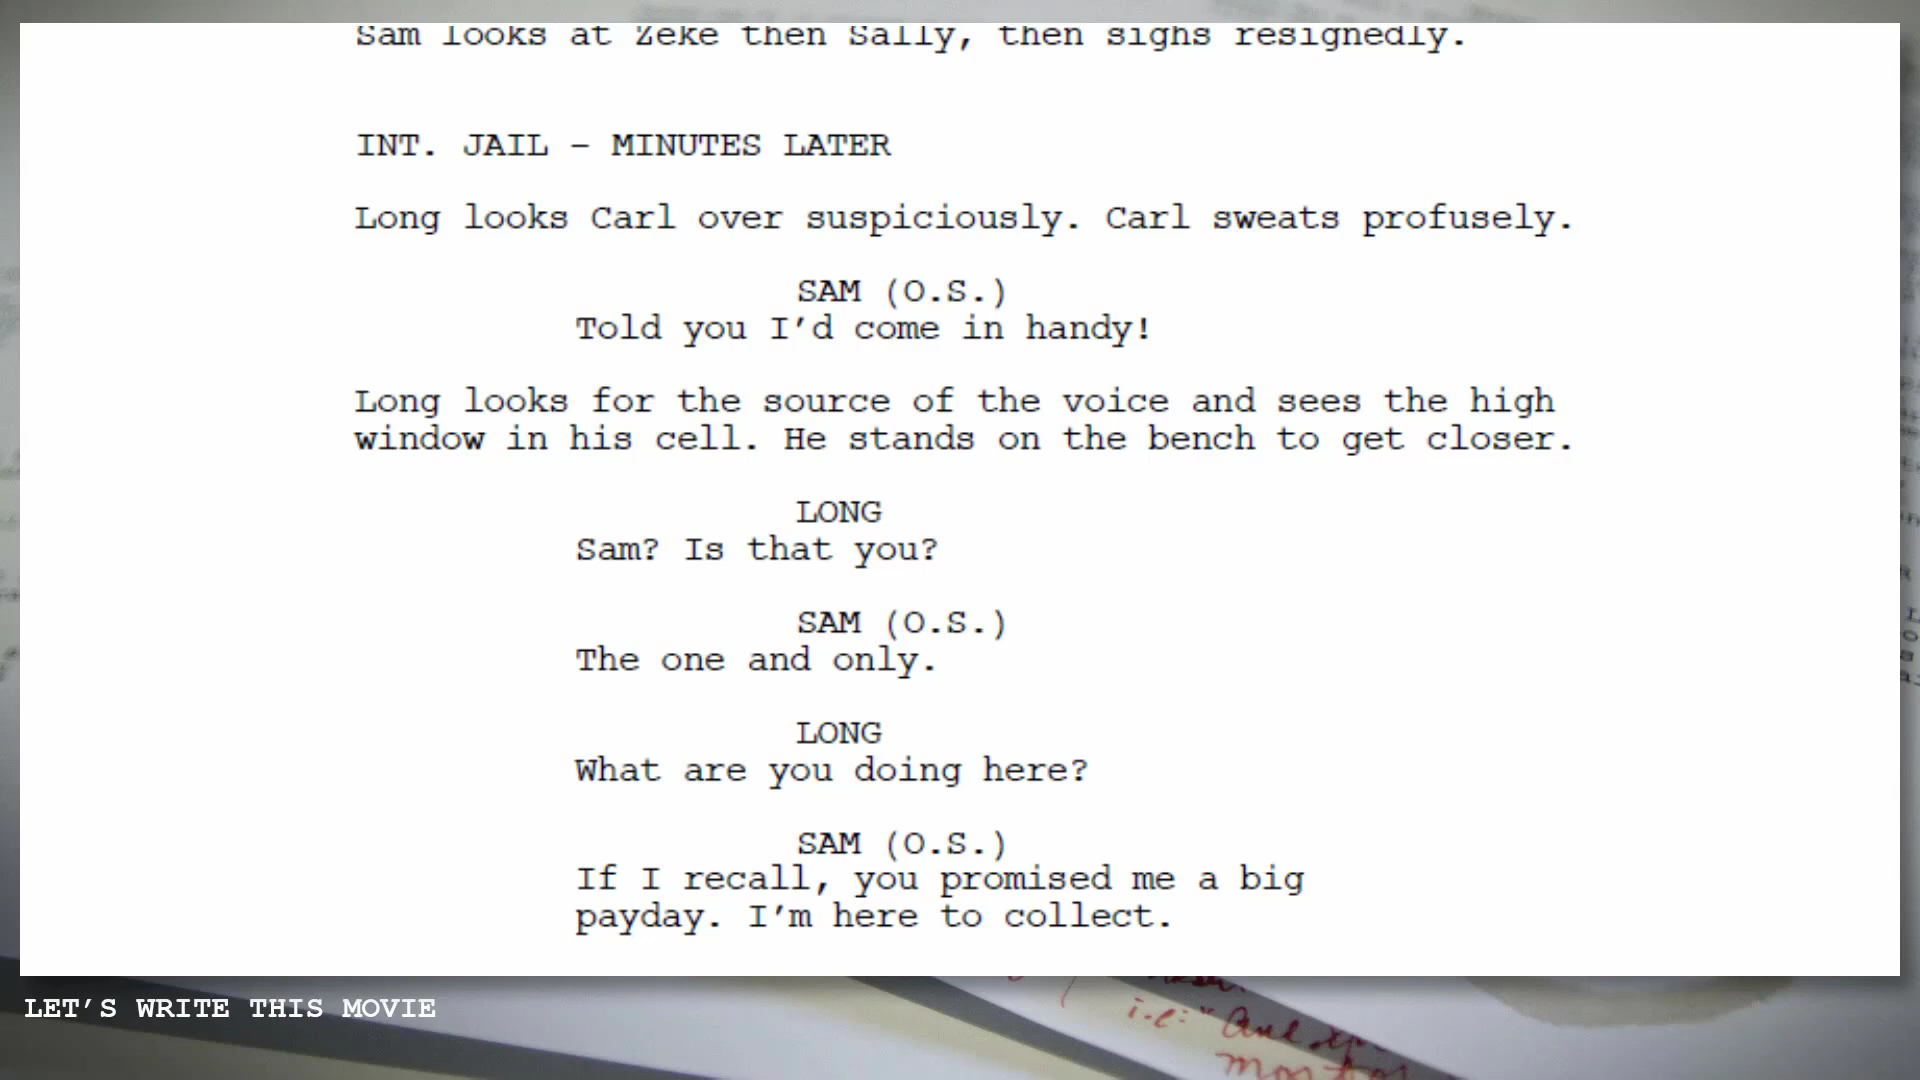 Sam looks at Zeke then Sally, then sighs resignedly.
INT. JAIL – MINUTES LATER
Long looks Carl over suspiciously. Carl sweats profusely.
SAM (O.S.)
Told you I’d come in handy!
Long looks for the source of the voice and sees the high
window in his cell. He stands on the bench to get closer.
LONG
Sam? Is that you?
SAM (O.S.)
The one and only.
LONG
What are you doing here?
SAM (O.S.)
If I recall, you promised me a big
payday. I’m here to collect.
LET’S WRITE THIS MOVIE
i.e: "And